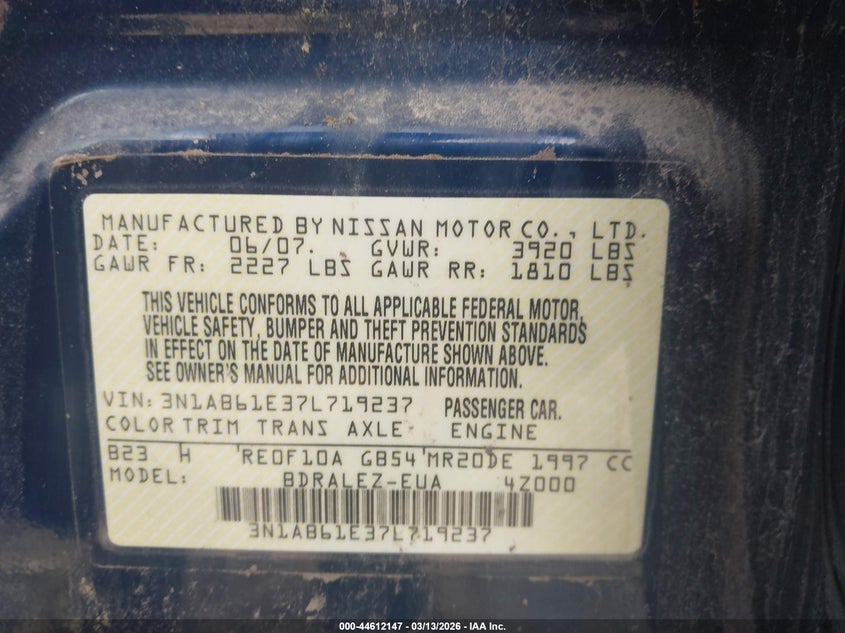 MANUFACTURED BY NISSAN MOTOR CO., LTD.
DATE: 06/07. GVWR: 3920 LBS
GAWR FR: 2227 LBS GAWR RR: 1810 LBS
THIS VEHICLE CONFORMS TO ALL APPLICABLE FEDERAL MOTOR,
VEHICLE SAFETY, BUMPER AND THEFT PREVENTION STANDARDS
IN EFFECT ON THE DATE OF MANUFACTURE SHOWN ABOVE.
SEE OWNER'S MANUAL FOR ADDITIONAL INFORMATION.
VIN: 3N1AB61E37L719237 PASSENGER CAR.
COLOR TRIM TRANS AXLE ENGINE
B23 H 'RE0F10A GB54'MR20DE 1997 CC
MODEL: BDRALEZ-EUA 4Z000
3N1AB61E37L719237
000-44612147 - 03/13/2026 - IAA Inc.